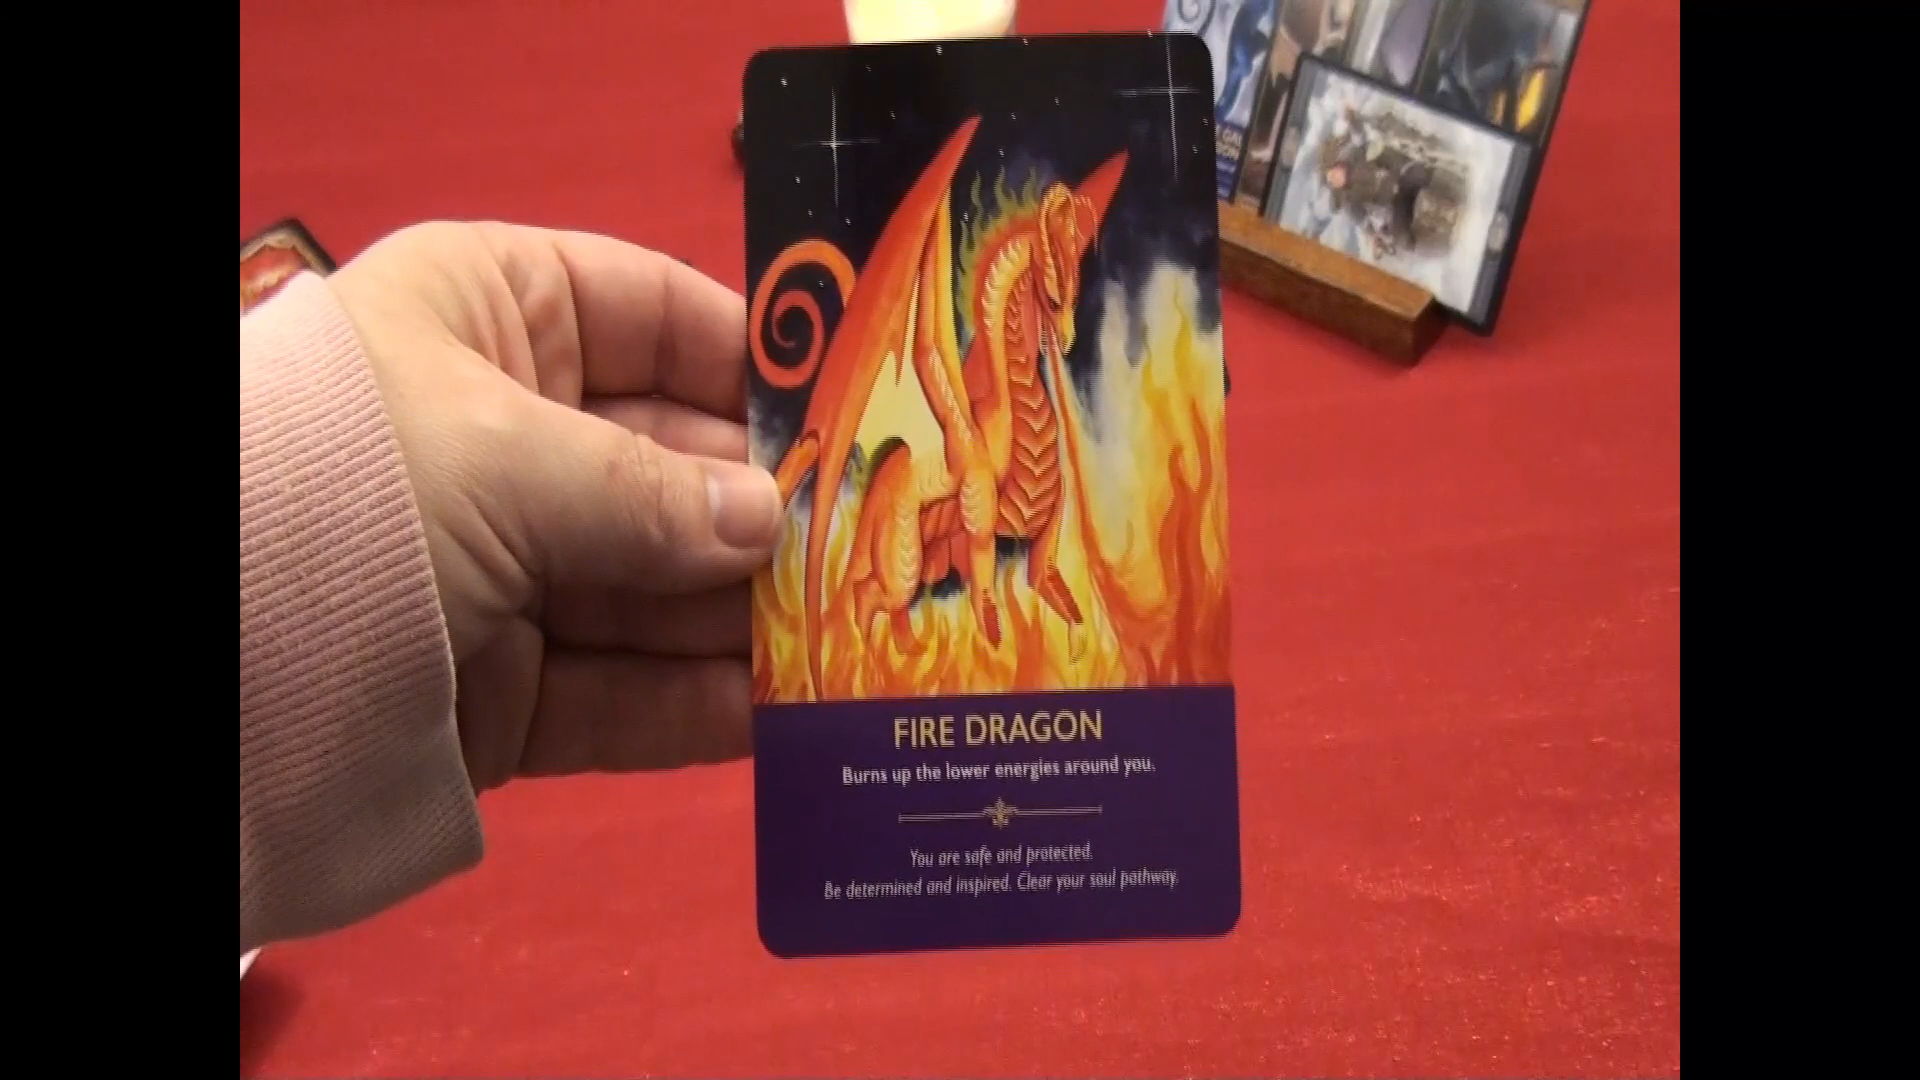 FIRE DRAGON
Burns up the lower energies around you.
You are safe and protected.
Be determined and inspired. Clear your soul pathway.